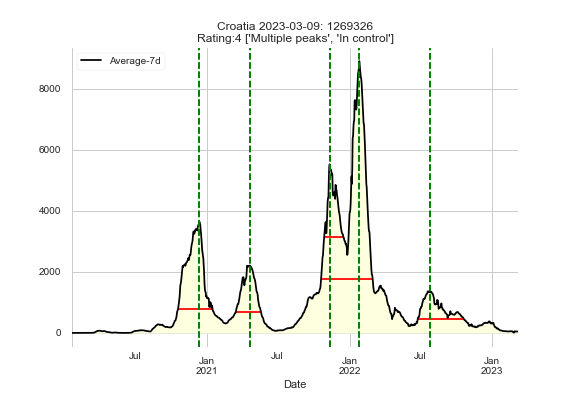 Croatia 2023-03-09: 1269326
Rating:4 ['Multiple peaks', 'In control']
Average-7d
8000
6000
4000
2000
0
Jul
Jan
2021
Jul
Jan
2022
Jul
Jan
2023
Date